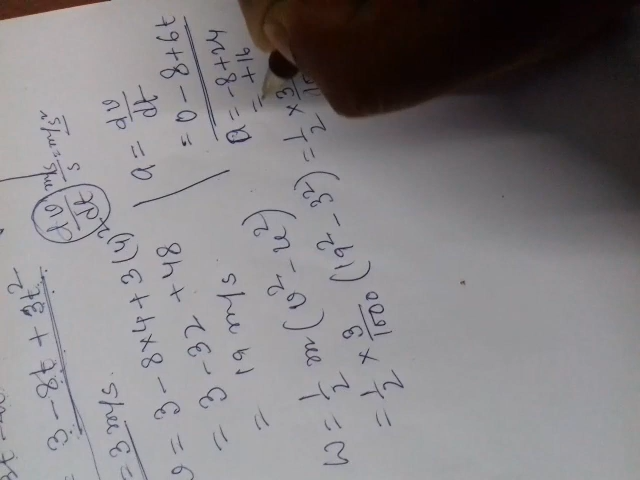 = 3 - 8t + 3t²
= 3 m/s.
v = 3 - 8×4 + 3(4)²
= 3 - 32 + 48
= 19 m/s
W = 1/2 m (v² - u²)
= 1/2 × 3/1000 (19² - 3²) = 1/2 × 3
dv/dt m/s/s = m/s²
a = dv/dt
= 0 - 8 + 6t
a = -8 + 24
= +16